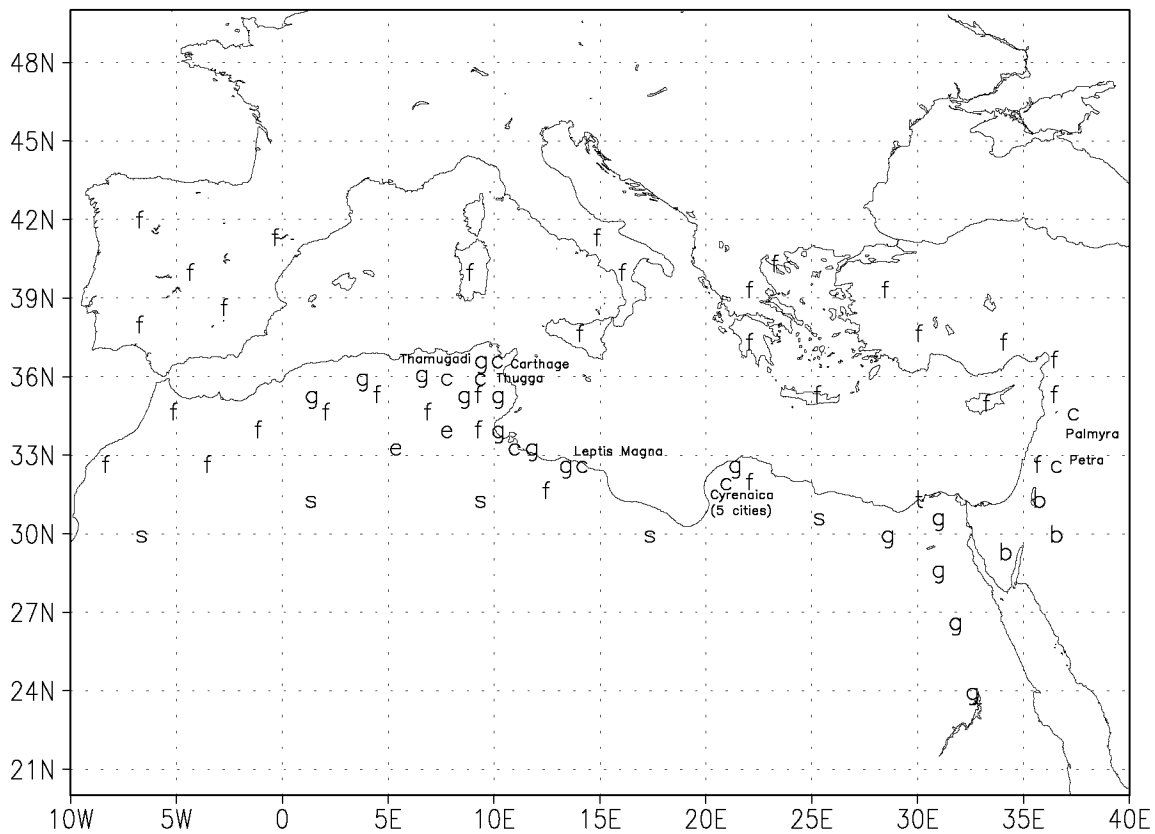 48N
45N
42N f
f f
f f f f
39N f f
f
f f f f f
Thamugadi g c Carthage f
36N g g c c Thugga
g f g f g f f f
f f f c
f e f g Palmyra
33N e c g Leptis Magna
f f g c g f c Petra
f c f
s s Cyrenaica t b
(5 cities) g g
30N s s g b
b
g
27N
g
24N g
21N
10W 5W 0 5E 10E 15E 20E 25E 30E 35E 40E